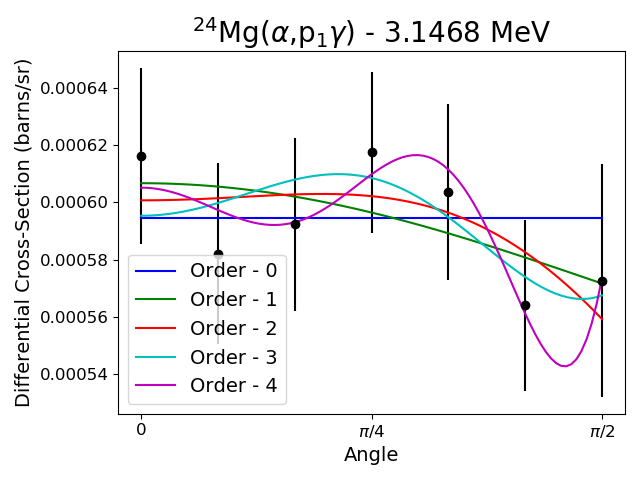 ²⁴Mg(α,p₁γ) - 3.1468 MeV
Differential Cross-Section (barns/sr)
0.00064
0.00062
0.00060
0.00058
0.00056
0.00054
Order - 0
Order - 1
Order - 2
Order - 3
Order - 4
0 π/4 π/2
Angle